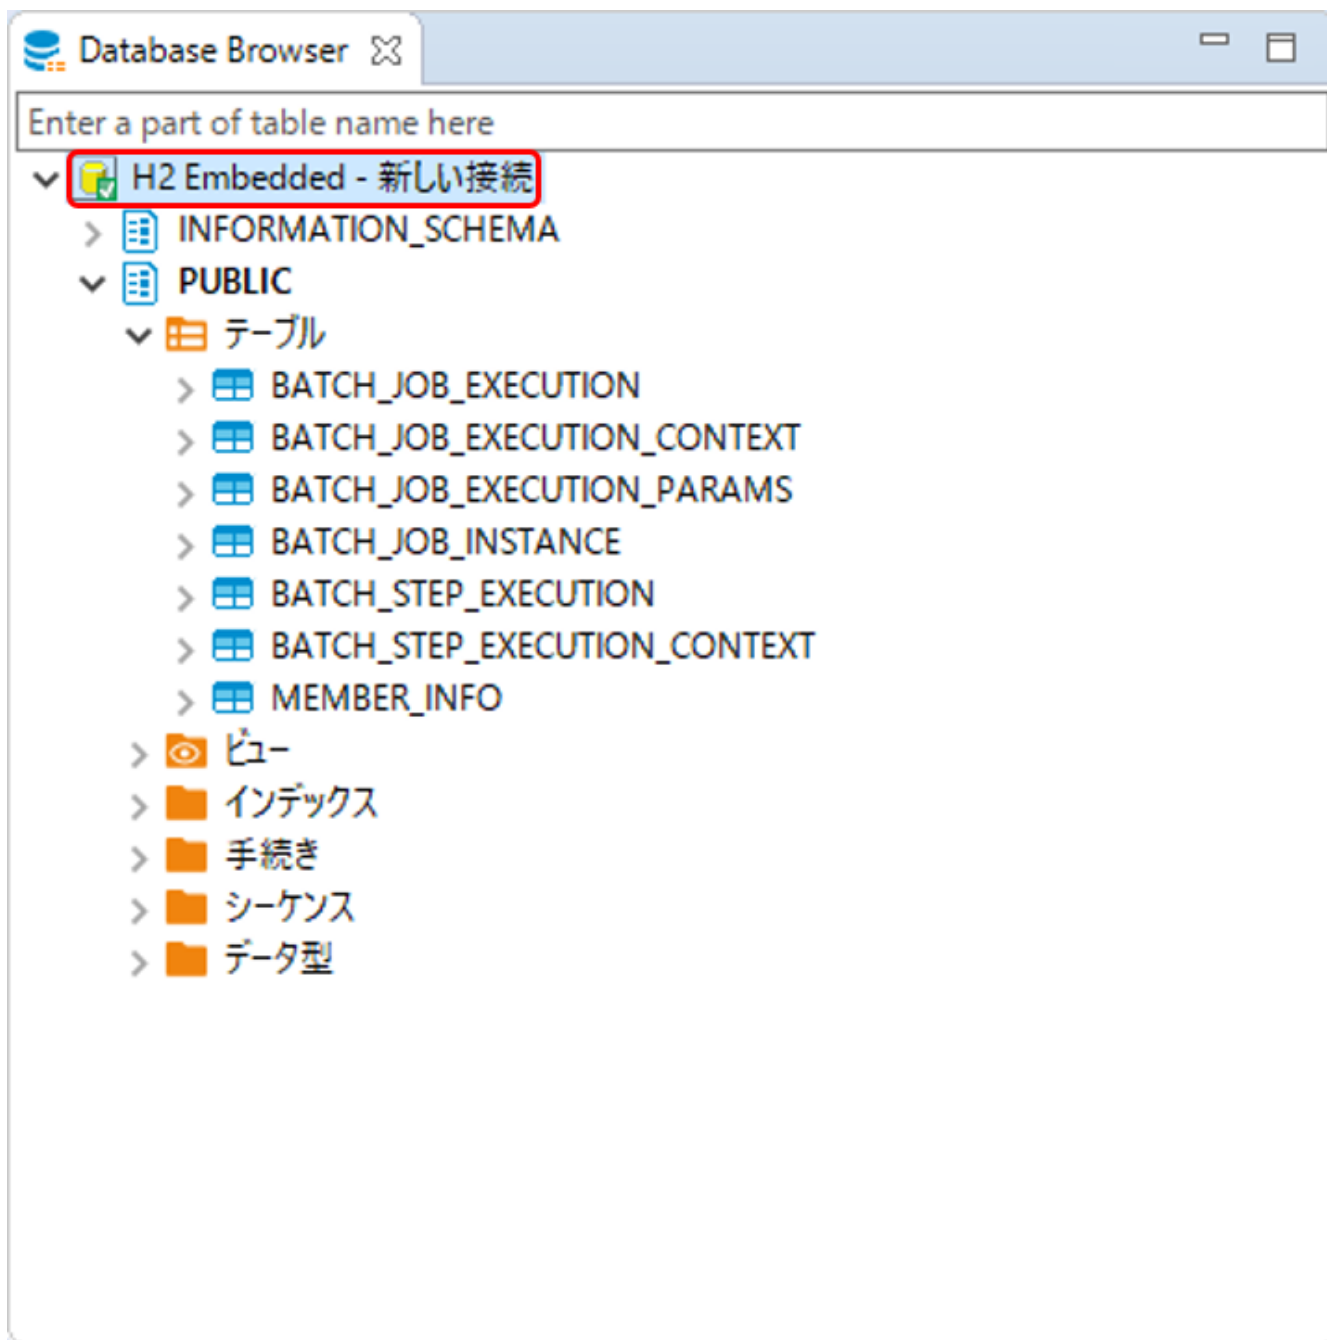 Database Browser
Enter a part of table name here
H2 Embedded - 新しい接続
INFORMATION_SCHEMA
PUBLIC
テーブル
BATCH_JOB_EXECUTION
BATCH_JOB_EXECUTION_CONTEXT
BATCH_JOB_EXECUTION_PARAMS
BATCH_JOB_INSTANCE
BATCH_STEP_EXECUTION
BATCH_STEP_EXECUTION_CONTEXT
MEMBER_INFO
ビュー
インデックス
手続き
シーケンス
データ型